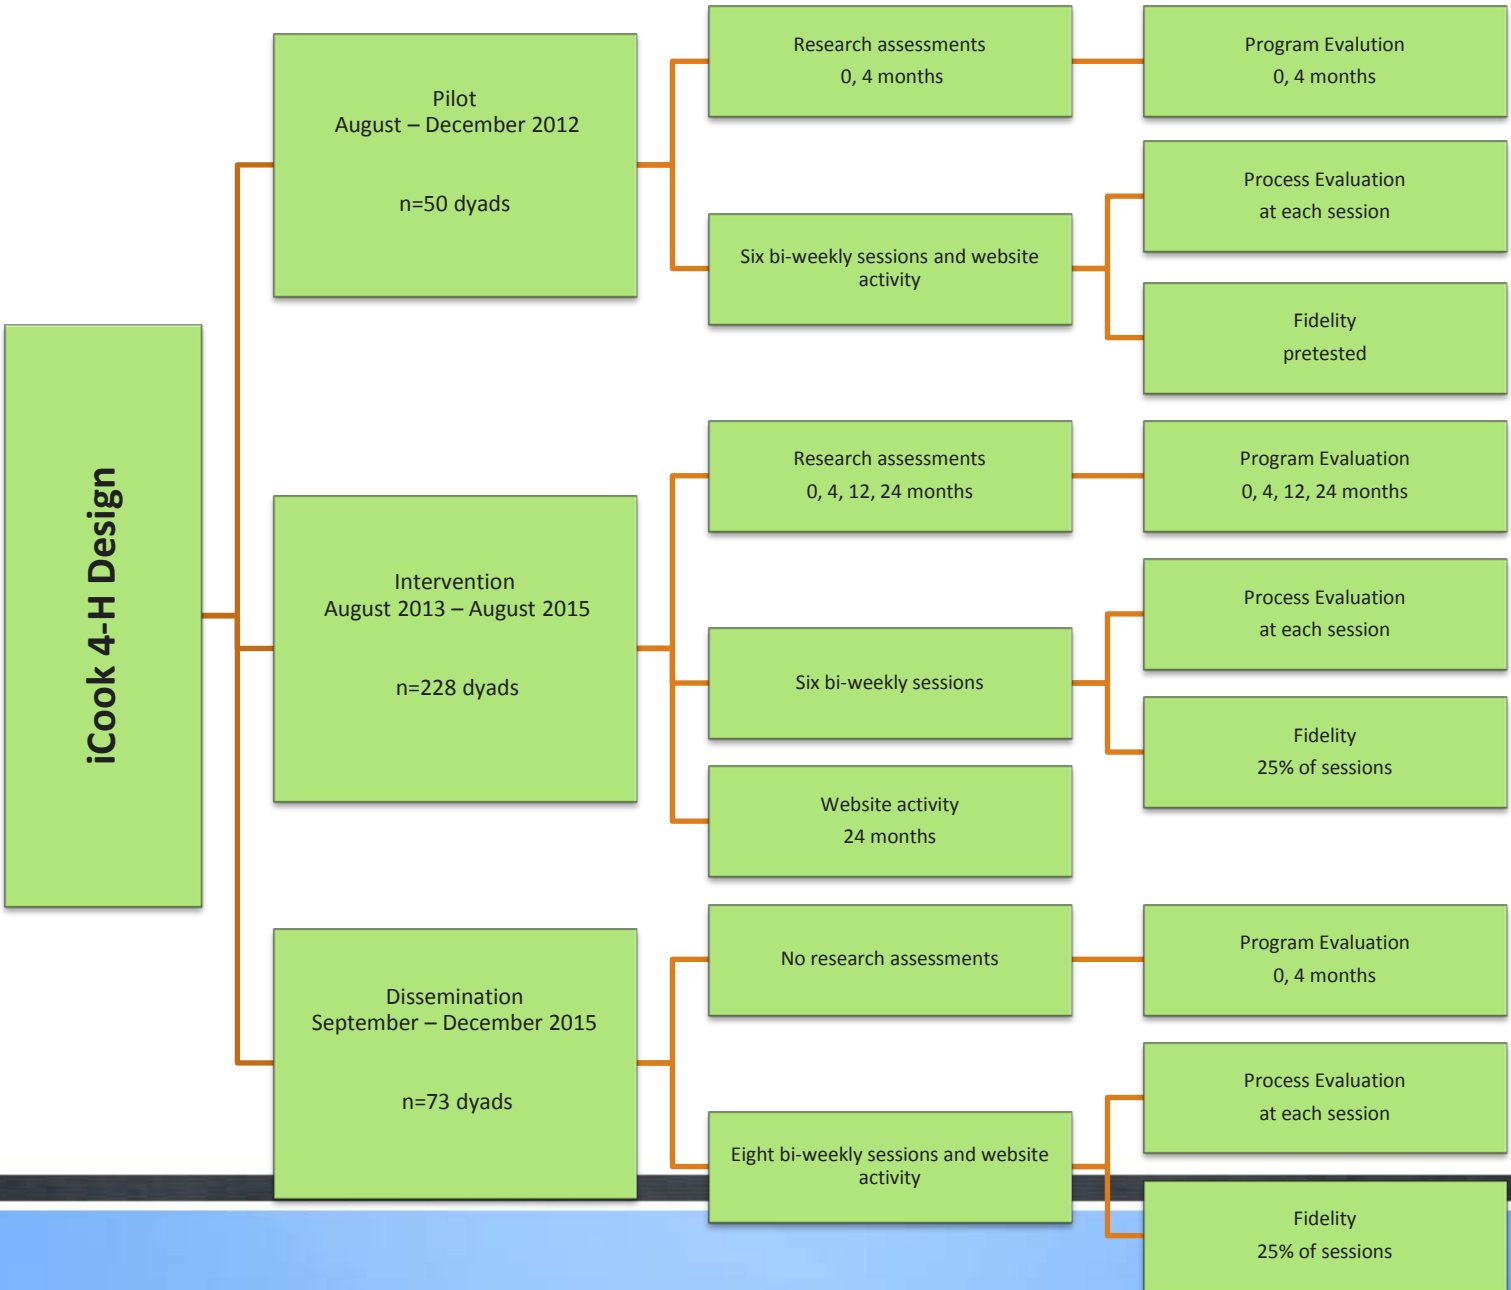 iCook 4-H Design
Pilot
August – December 2012
n=50 dyads
Research assessments
0, 4 months
Program Evalution
0, 4 months
Six bi-weekly sessions and website
activity
Process Evaluation
at each session
Fidelity
pretested
Intervention
August 2013 – August 2015
n=228 dyads
Research assessments
0, 4, 12, 24 months
Program Evaluation
0, 4, 12, 24 months
Six bi-weekly sessions
Process Evaluation
at each session
Fidelity
25% of sessions
Website activity
24 months
Dissemination
September – December 2015
n=73 dyads
No research assessments
Program Evaluation
0, 4 months
Eight bi-weekly sessions and website
activity
Process Evaluation
at each session
Fidelity
25% of sessions